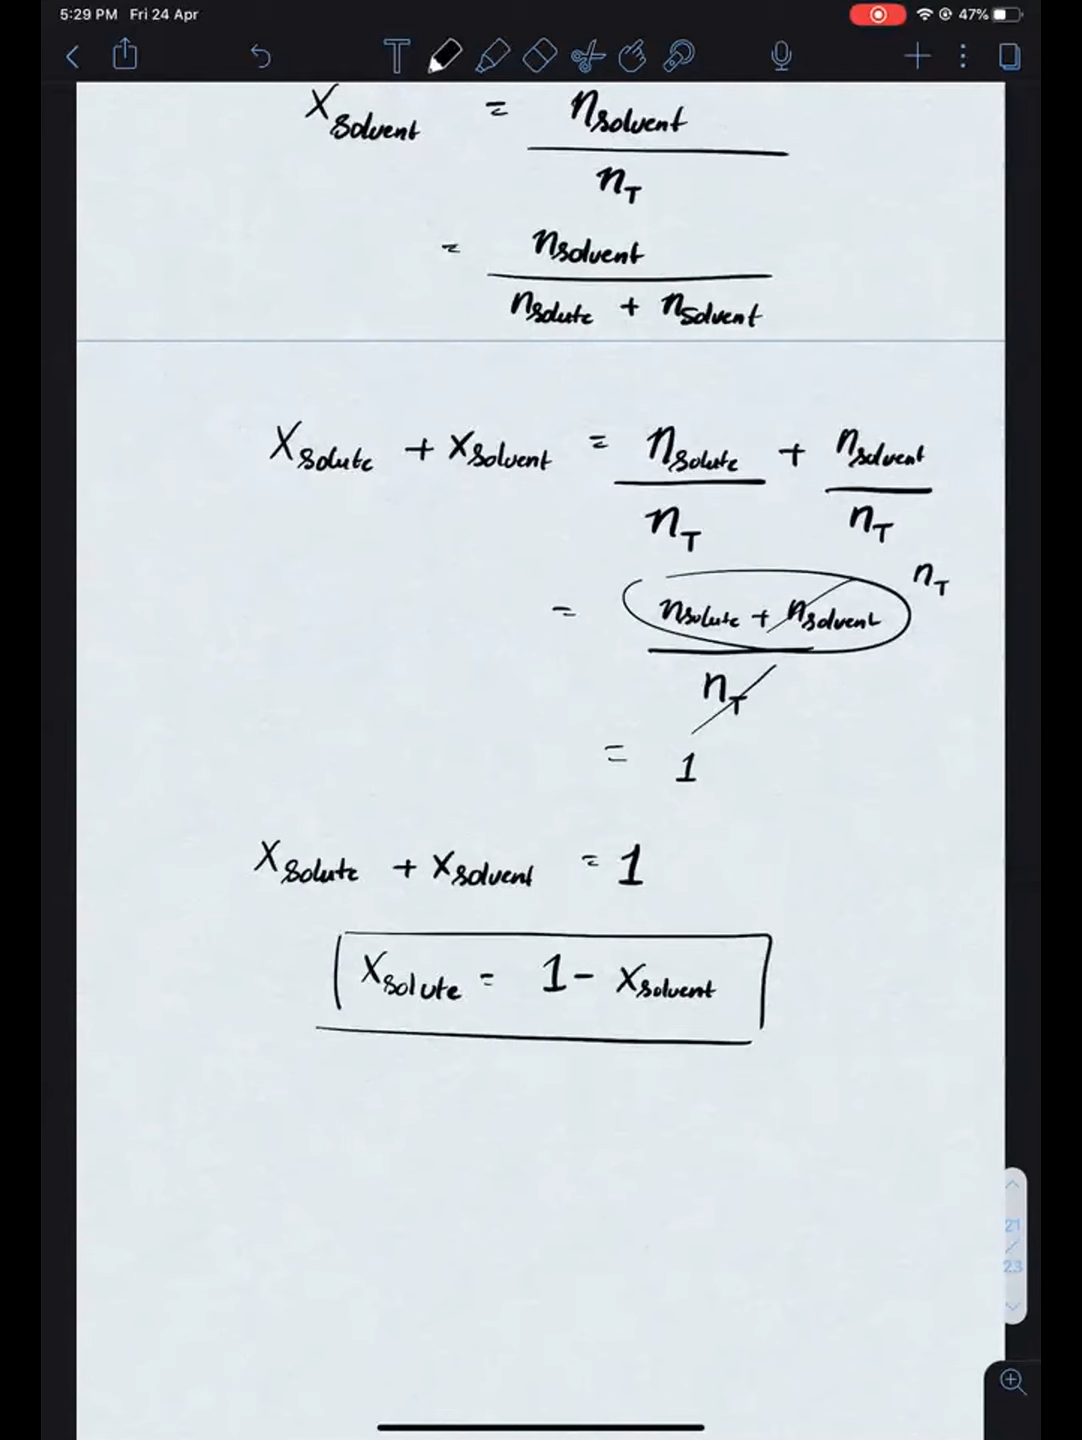 5:29 PM Fri 24 Apr 47%
T
X solvent = n solvent
n T
= n solvent
n solute + n solvent
X solute + X solvent = n solute + n solvent
n T n T
n T
= n solute + n solvent
n T
= 1
X solute + X solvent = 1
X solute = 1 - X solvent
21
/
23